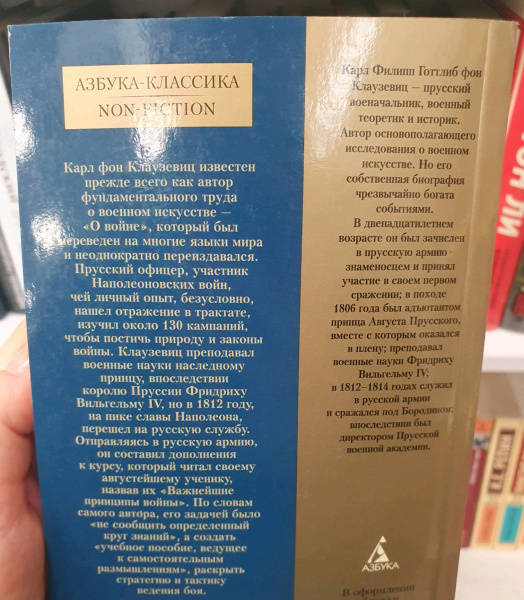 АЗБУКА-КЛАССИКА
NON-FICTION
Карл фон Клаузевиц известен
прежде всего как автор
фундаментального труда
о военном искусстве —
«О войне», который был
переведен на многие языки мира
и неоднократно переиздавался.
Прусский офицер, участник
Наполеоновских войн,
чей личный опыт, безусловно,
нашел отражение в трактате,
изучил около 130 кампаний,
чтобы постичь природу и законы
войны. Клаузевиц преподавал
военные науки наследному
принцу, впоследствии
королю Пруссии Фридриху
Вильгельму IV, но в 1812 году,
на пике славы Наполеона,
перешел на русскую службу.
Отправляясь в русскую армию,
он составил дополнения
к курсу, который читал своему
августейшему ученику,
назвав их «Важнейшие
принципы войны». По словам
самого автора, его задачей было
«не сообщить определенный
круг знаний», а создать
«учебное пособие, ведущее
к самостоятельным
размышлениям», раскрыть
стратегию и тактику
ведения боя.
Карл Филипп Готтлиб фон
Клаузевиц — прусский
военачальник, военный
теоретик и историк.
Автор основополагающего
исследования о военном
искусстве. Но его
собственная биография
чрезвычайно богата
событиями.
В двенадцатилетнем
возрасте он был зачислен
в прусскую армию
знаменосцем и принял
участие в своем первом
сражении; в походе
1806 года был адъютантом
принца Августа Прусского,
вместе с которым оказался
в плену; преподавал
военные науки Фридриху
Вильгельму IV;
в 1812–1814 годах служил
в русской армии
и сражался под Бородином;
впоследствии был
директором Прусской
военной академии.
АЗБУКА
В оформлении